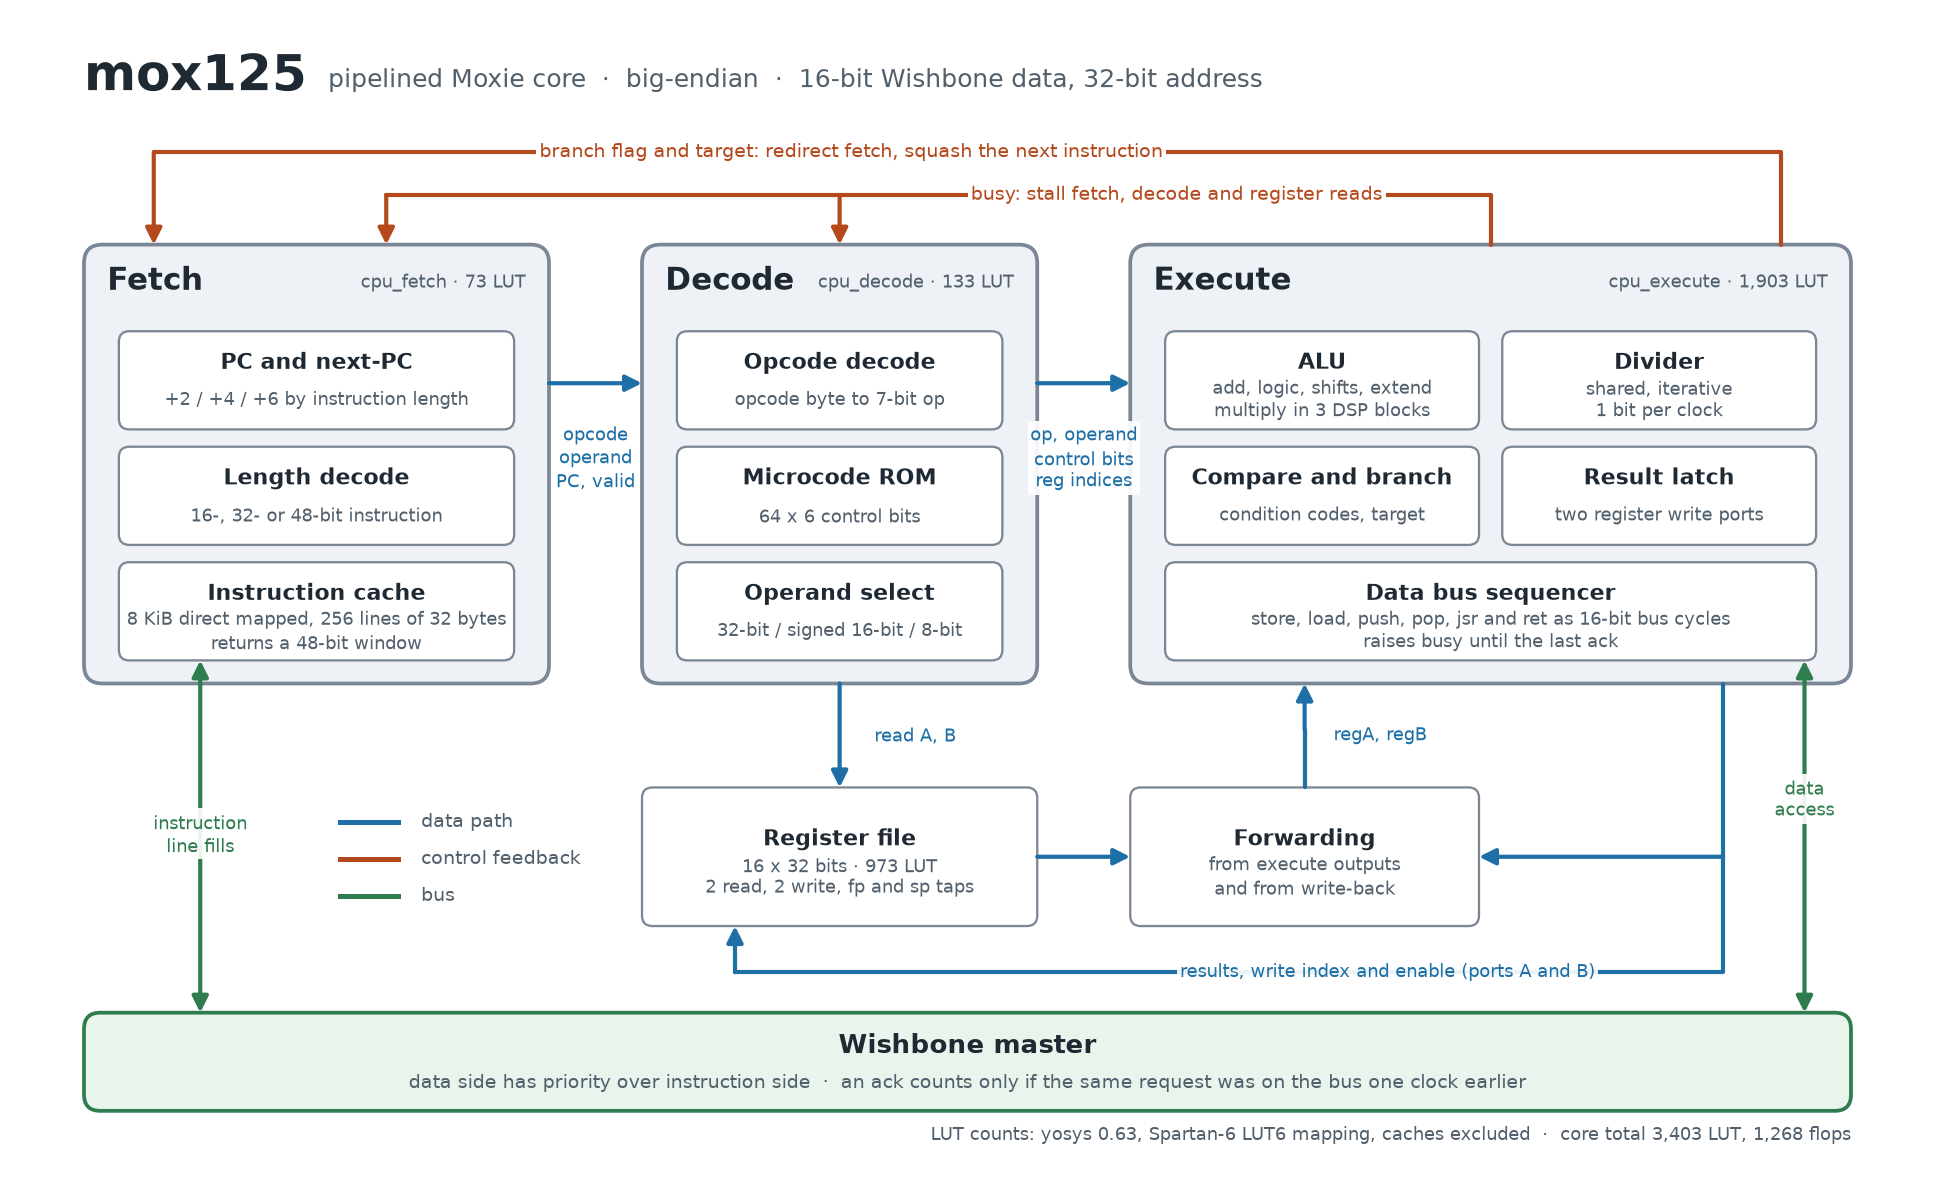 mox125 pipelined Moxie core · big-endian · 16-bit Wishbone data, 32-bit address
branch flag and target: redirect fetch, squash the next instruction
busy: stall fetch, decode and register reads
Fetch cpu_fetch · 73 LUT
PC and next-PC
+2 / +4 / +6 by instruction length
Length decode
16-, 32- or 48-bit instruction
Instruction cache
8 KiB direct mapped, 256 lines of 32 bytes
returns a 48-bit window
opcode
operand
PC, valid
Decode cpu_decode · 133 LUT
Opcode decode
opcode byte to 7-bit op
Microcode ROM
64 x 6 control bits
Operand select
32-bit / signed 16-bit / 8-bit
op, operand
control bits
reg indices
Execute cpu_execute · 1,903 LUT
ALU
add, logic, shifts, extend
multiply in 3 DSP blocks
Divider
shared, iterative
1 bit per clock
Compare and branch
condition codes, target
Result latch
two register write ports
Data bus sequencer
store, load, push, pop, jsr and ret as 16-bit bus cycles
raises busy until the last ack
read A, B
regA, regB
instruction
line fills
data path
control feedback
bus
Register file
16 x 32 bits · 973 LUT
2 read, 2 write, fp and sp taps
Forwarding
from execute outputs
and from write-back
data
access
results, write index and enable (ports A and B)
Wishbone master
data side has priority over instruction side · an ack counts only if the same request was on the bus one clock earlier
LUT counts: yosys 0.63, Spartan-6 LUT6 mapping, caches excluded · core total 3,403 LUT, 1,268 flops